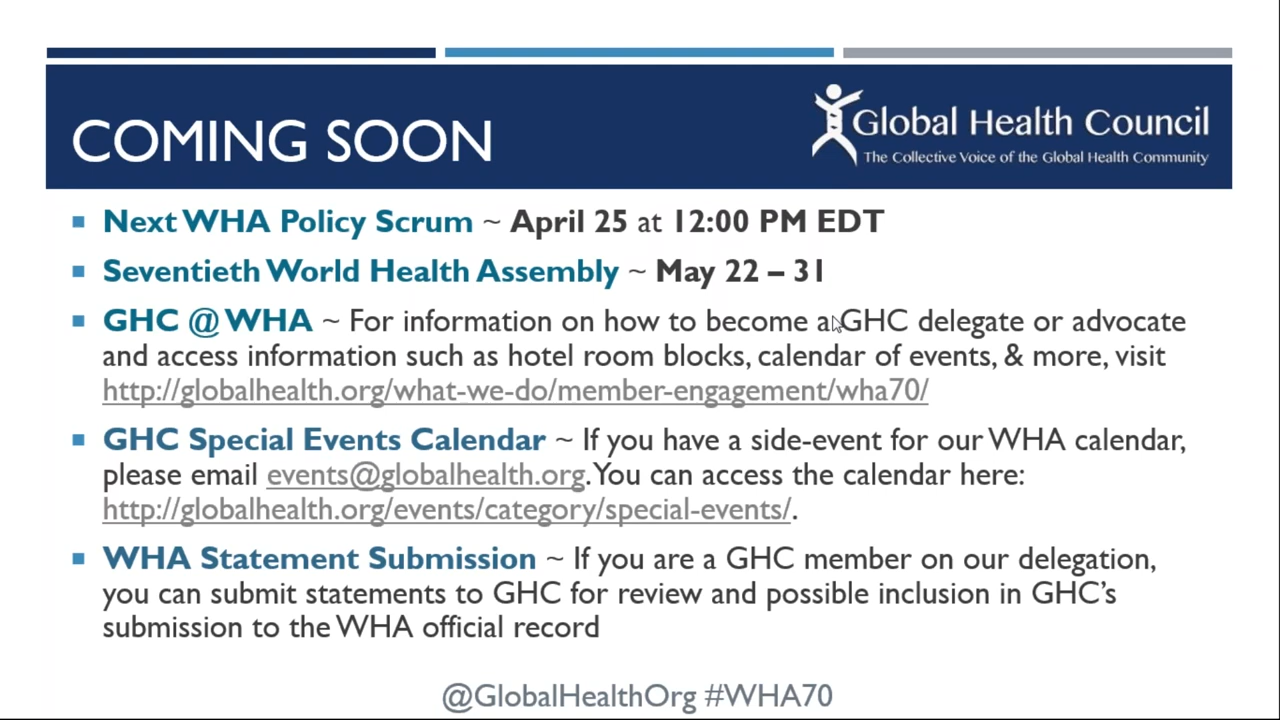 COMING SOON
Global Health Council
The Collective Voice of the Global Health Community
Next WHA Policy Scrum ~ April 25 at 12:00 PM EDT
Seventieth World Health Assembly ~ May 22 – 31
GHC @ WHA ~ For information on how to become a GHC delegate or advocate
and access information such as hotel room blocks, calendar of events, & more, visit
http://globalhealth.org/what-we-do/member-engagement/wha70/
GHC Special Events Calendar ~ If you have a side-event for our WHA calendar,
please email events@globalhealth.org. You can access the calendar here:
http://globalhealth.org/events/category/special-events/.
WHA Statement Submission ~ If you are a GHC member on our delegation,
you can submit statements to GHC for review and possible inclusion in GHC’s
submission to the WHA official record
@GlobalHealthOrg #WHA70